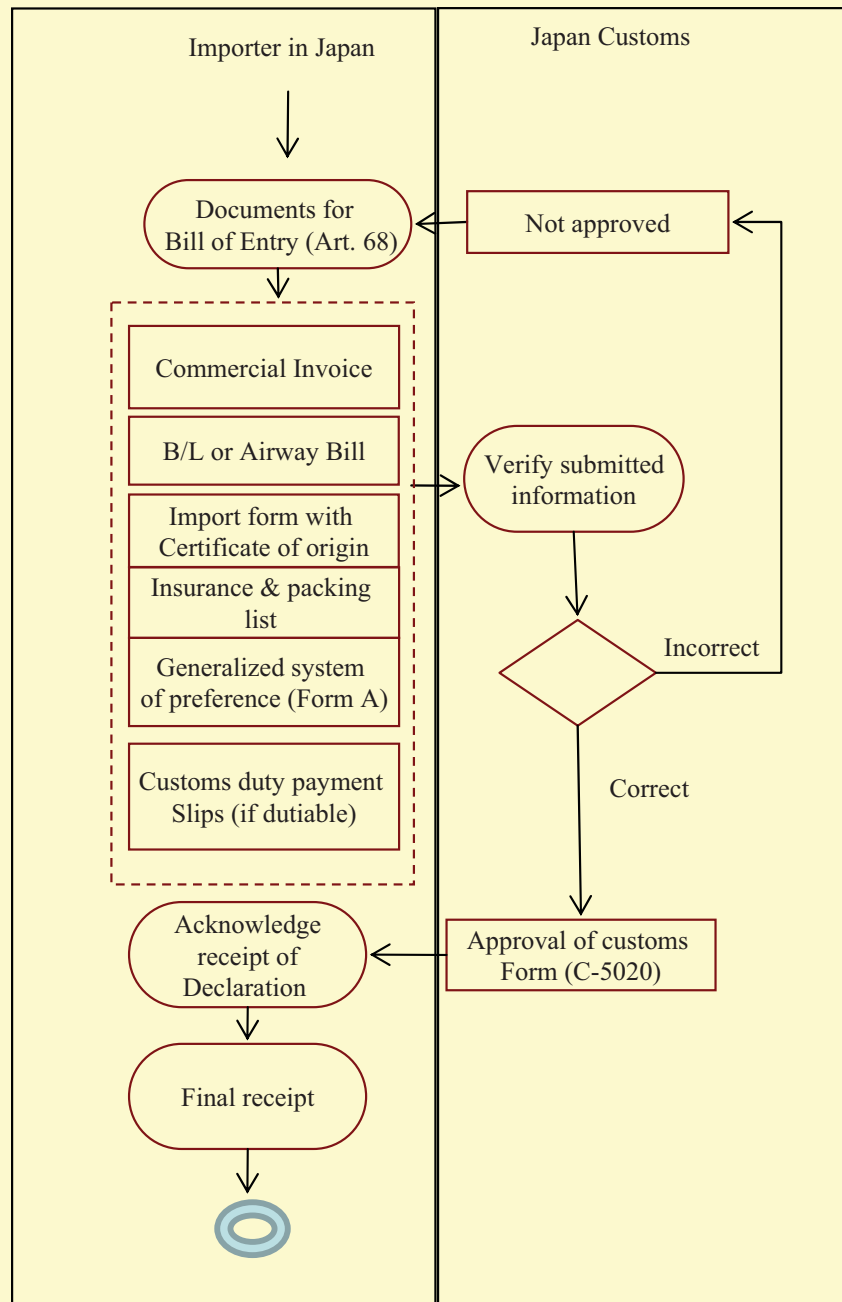 Importer in Japan
Japan Customs
Documents for
Bill of Entry (Art. 68)
Not approved
Commercial Invoice
B/L or Airway Bill
Verify submitted
information
Import form with
Certificate of origin
Insurance & packing
list
Generalized system
of preference (Form A)
Incorrect
Customs duty payment
Slips (if dutiable)
Correct
Acknowledge
receipt of
Declaration
Approval of customs
Form (C-5020)
Final receipt